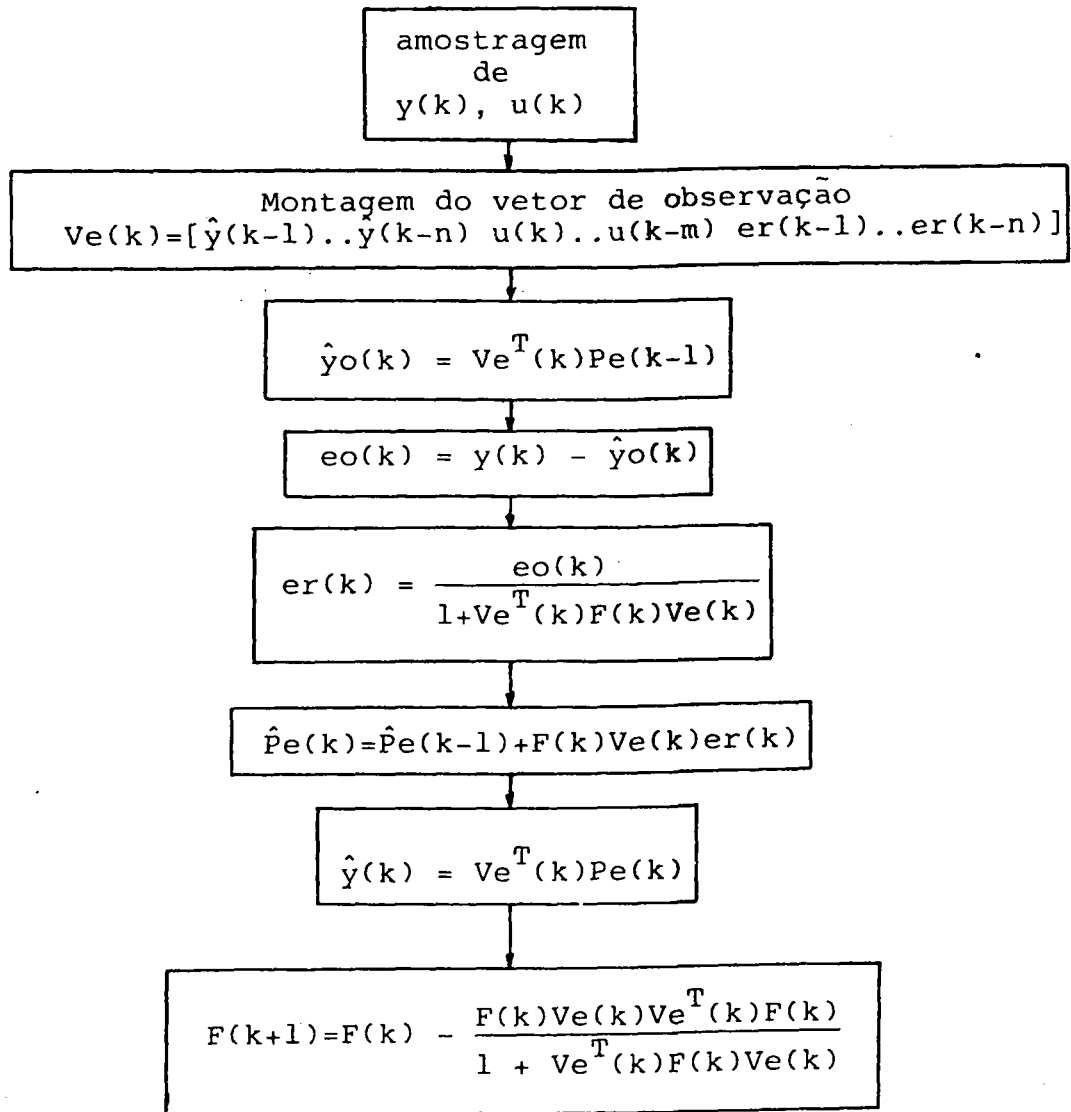 amostragem
de
y(k), u(k)
Montagem do vetor de observação
Ve(k)=[ŷ(k-1)..ŷ(k-n) u(k)..u(k-m) er(k-1)..er(k-n)]
ŷo(k) = Ve^T(k)Pe(k-1)
eo(k) = y(k) - ŷo(k)
er(k) = eo(k) / 1+Ve^T(k)F(k)Ve(k)
P̂e(k)=P̂e(k-1)+F(k)Ve(k)er(k)
ŷ(k) = Ve^T(k)Pe(k)
F(k+1)=F(k) - F(k)Ve(k)Ve^T(k)F(k) / 1 + Ve^T(k)F(k)Ve(k)